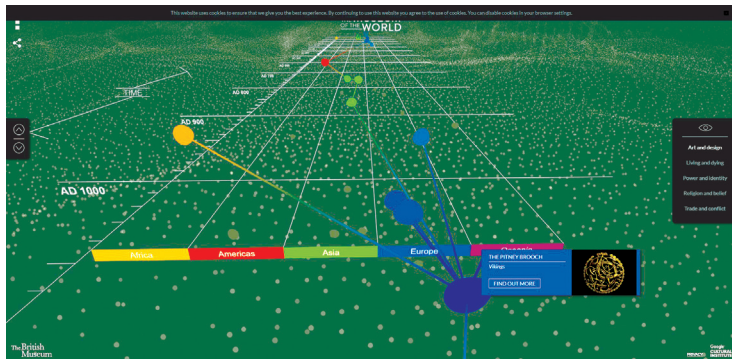 This website uses cookies to ensure that we give you the best experience. By continuing to use this website you agree to the use of cookies. You can disable cookies in your browser settings.
MUSEUM
OF THE WORLD
TIME
AD 900
AD 1000
Art and design
Living and dying
Power and identity
Religion and belief
Trade and conflict
Africa
Americas
Asia
Europe
Oceania
THE PITNEY BROOCH
Vikings
FIND OUT MORE
The British
Museum
Google
CULTURAL
INSTITUTE